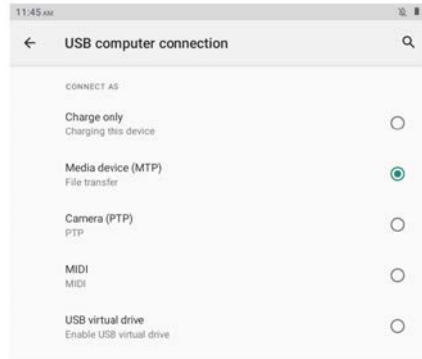 11:45 AM
USB computer connection
CONNECT AS
Charge only
Charging this device
Media device (MTP)
File transfer
Camera (PTP)
PTP
MIDI
MIDI
USB virtual drive
Enable USB virtual drive